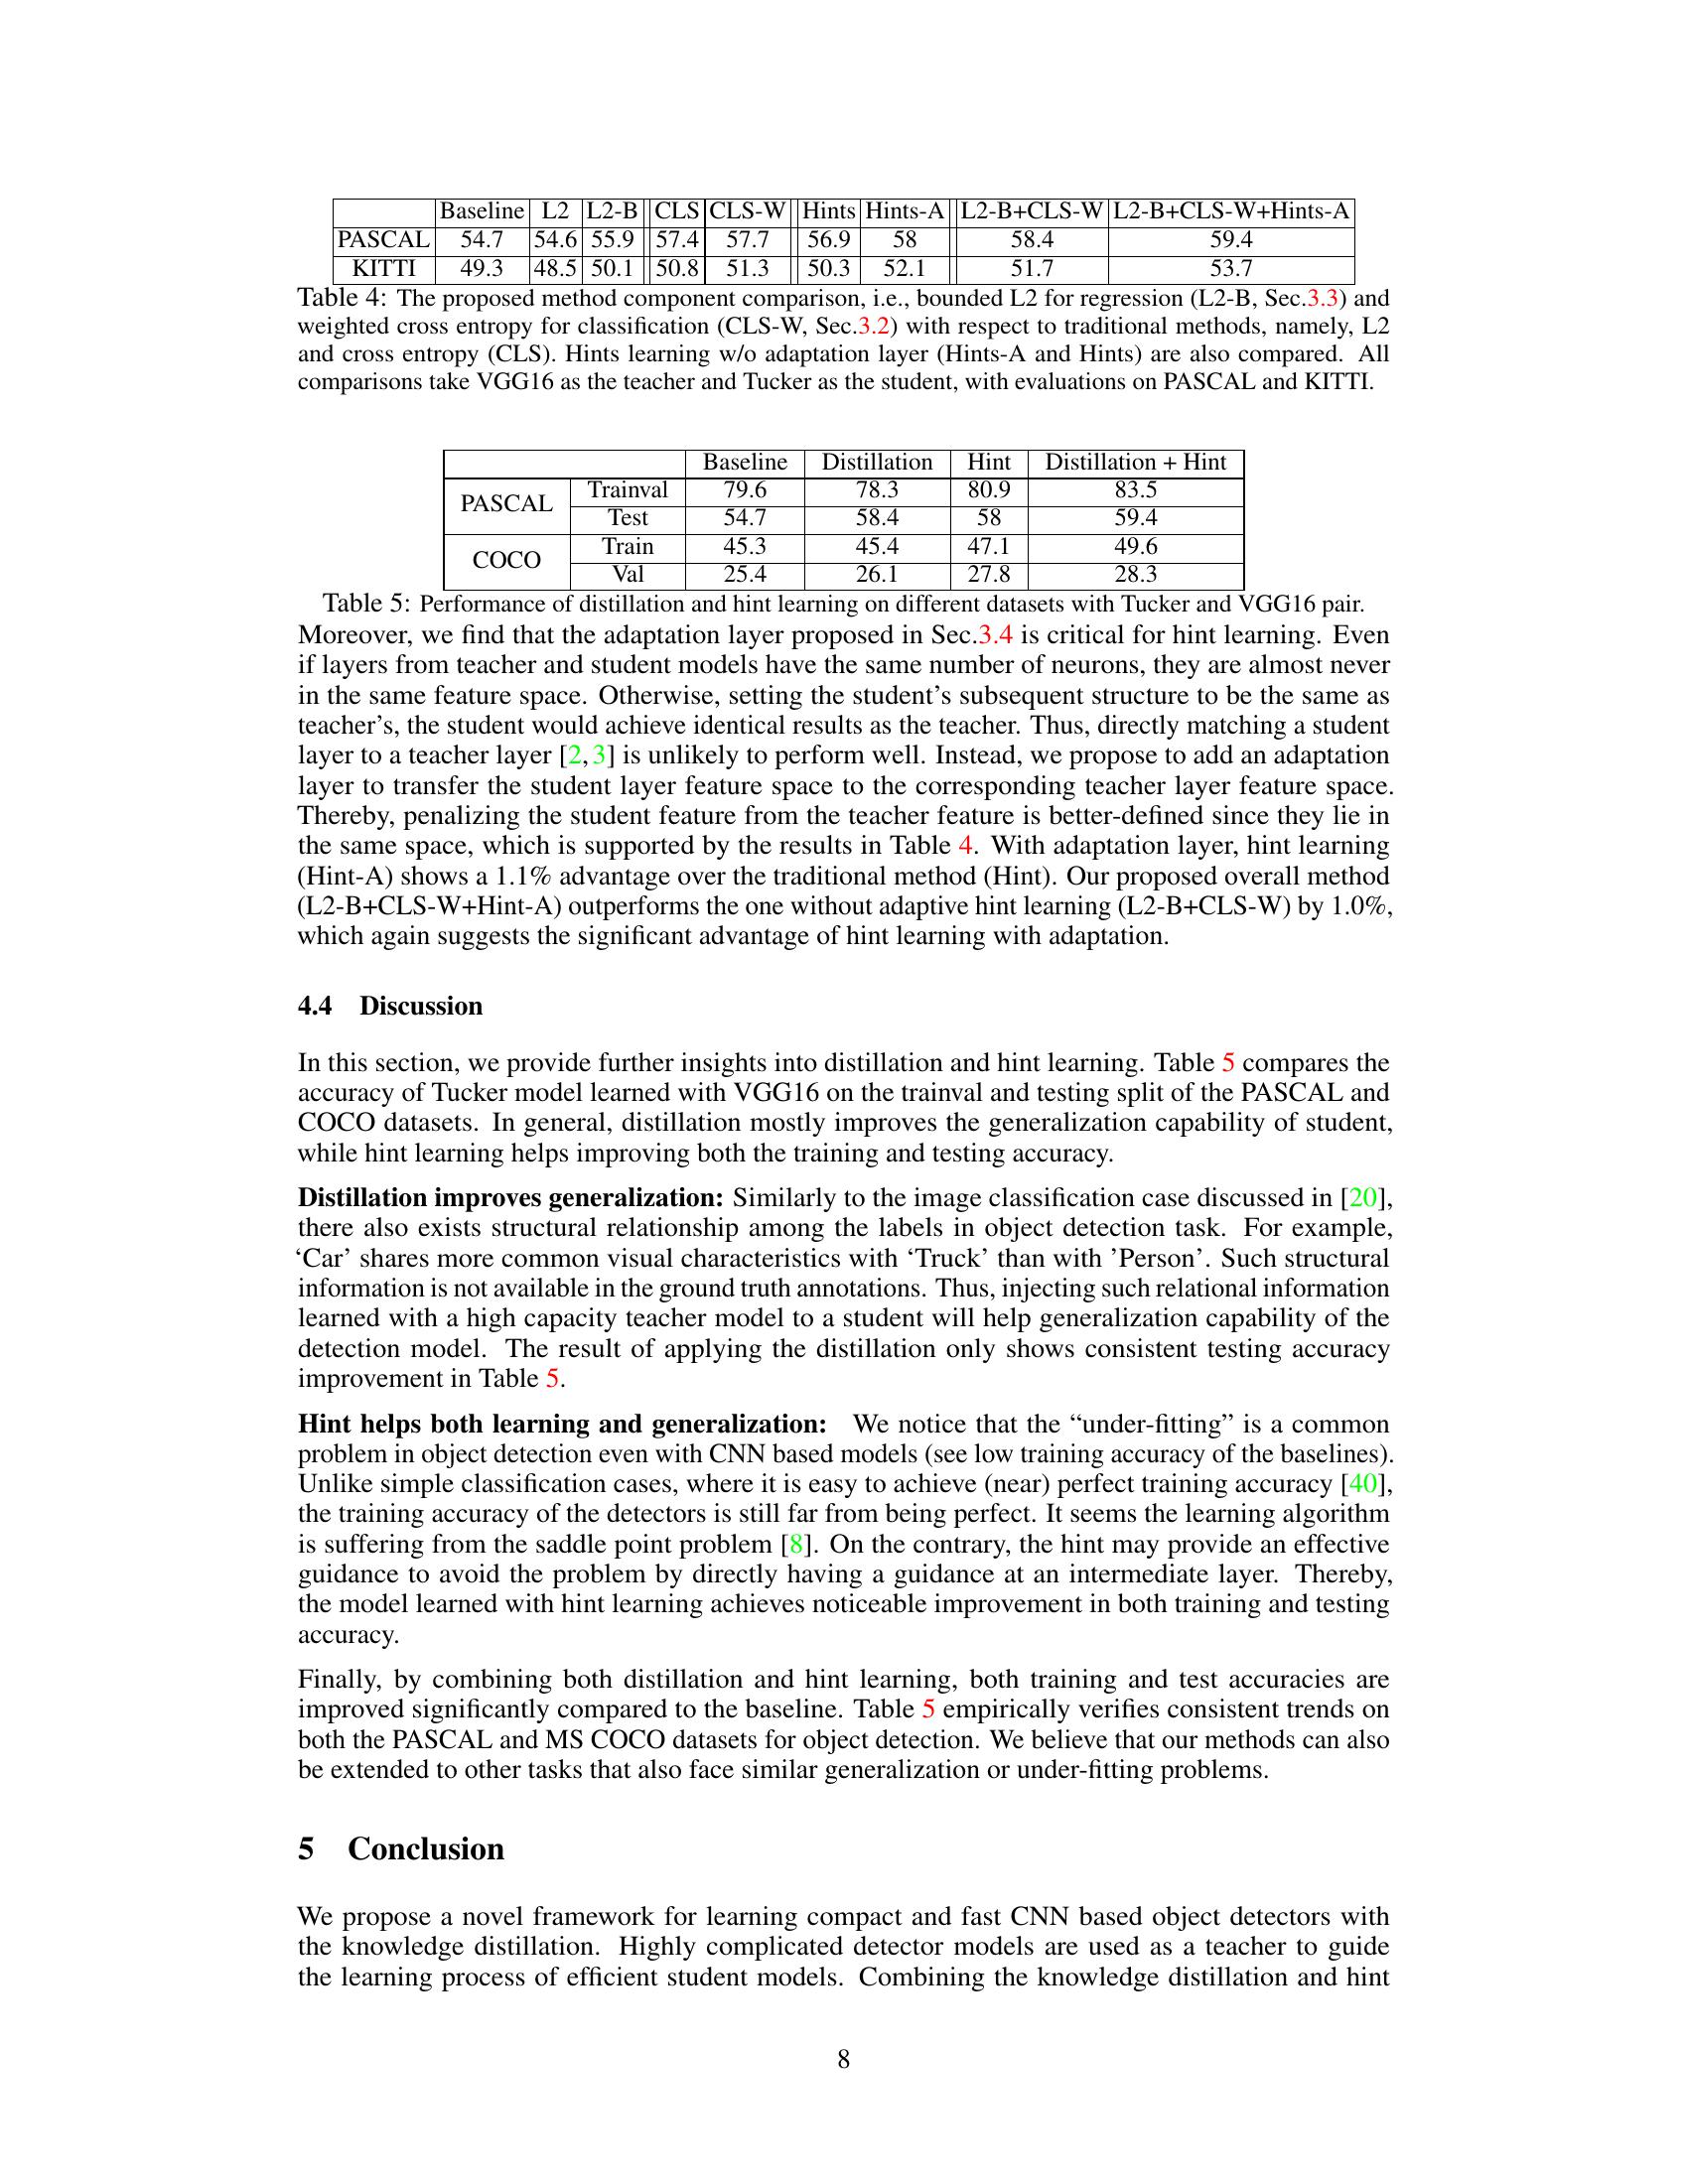 Baseline L2 L2-B CLS CLS-W Hints Hints-A L2-B+CLS-W L2-B+CLS-W+Hints-A
PASCAL 54.7 54.6 55.9 57.4 57.7 56.9 58 58.4 59.4
KITTI 49.3 48.5 50.1 50.8 51.3 50.3 52.1 51.7 53.7
Table 4: The proposed method component comparison, i.e., bounded L2 for regression (L2-B, Sec.3.3) and
weighted cross entropy for classification (CLS-W, Sec.3.2) with respect to traditional methods, namely, L2
and cross entropy (CLS). Hints learning w/o adaptation layer (Hints-A and Hints) are also compared. All
comparisons take VGG16 as the teacher and Tucker as the student, with evaluations on PASCAL and KITTI.
Baseline Distillation Hint Distillation + Hint
PASCAL Trainval 79.6 78.3 80.9 83.5
Test 54.7 58.4 58 59.4
COCO Train 45.3 45.4 47.1 49.6
Val 25.4 26.1 27.8 28.3
Table 5: Performance of distillation and hint learning on different datasets with Tucker and VGG16 pair.
Moreover, we find that the adaptation layer proposed in Sec.3.4 is critical for hint learning. Even
if layers from teacher and student models have the same number of neurons, they are almost never
in the same feature space. Otherwise, setting the student's subsequent structure to be the same as
teacher's, the student would achieve identical results as the teacher. Thus, directly matching a student
layer to a teacher layer [2,3] is unlikely to perform well. Instead, we propose to add an adaptation
layer to transfer the student layer feature space to the corresponding teacher layer feature space.
Thereby, penalizing the student feature from the teacher feature is better-defined since they lie in
the same space, which is supported by the results in Table 4. With adaptation layer, hint learning
(Hint-A) shows a 1.1% advantage over the traditional method (Hint). Our proposed overall method
(L2-B+CLS-W+Hint-A) outperforms the one without adaptive hint learning (L2-B+CLS-W) by 1.0%,
which again suggests the significant advantage of hint learning with adaptation.
4.4 Discussion
In this section, we provide further insights into distillation and hint learning. Table 5 compares the
accuracy of Tucker model learned with VGG16 on the trainval and testing split of the PASCAL and
COCO datasets. In general, distillation mostly improves the generalization capability of student,
while hint learning helps improving both the training and testing accuracy.
Distillation improves generalization: Similarly to the image classification case discussed in [20],
there also exists structural relationship among the labels in object detection task. For example,
‘Car’ shares more common visual characteristics with ‘Truck’ than with ’Person’. Such structural
information is not available in the ground truth annotations. Thus, injecting such relational information
learned with a high capacity teacher model to a student will help generalization capability of the
detection model. The result of applying the distillation only shows consistent testing accuracy
improvement in Table 5.
Hint helps both learning and generalization: We notice that the “under-fitting” is a common
problem in object detection even with CNN based models (see low training accuracy of the baselines).
Unlike simple classification cases, where it is easy to achieve (near) perfect training accuracy [40],
the training accuracy of the detectors is still far from being perfect. It seems the learning algorithm
is suffering from the saddle point problem [8]. On the contrary, the hint may provide an effective
guidance to avoid the problem by directly having a guidance at an intermediate layer. Thereby,
the model learned with hint learning achieves noticeable improvement in both training and testing
accuracy.
Finally, by combining both distillation and hint learning, both training and test accuracies are
improved significantly compared to the baseline. Table 5 empirically verifies consistent trends on
both the PASCAL and MS COCO datasets for object detection. We believe that our methods can also
be extended to other tasks that also face similar generalization or under-fitting problems.
5 Conclusion
We propose a novel framework for learning compact and fast CNN based object detectors with
the knowledge distillation. Highly complicated detector models are used as a teacher to guide
the learning process of efficient student models. Combining the knowledge distillation and hint
8